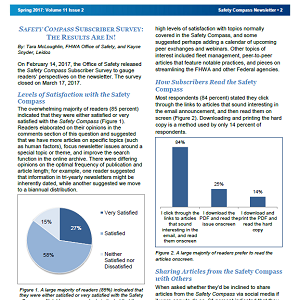 Spring 2017: Volume 11 Issue 2
Safety Compass Newsletter • 2
SAFETY COMPASS SUBSCRIBER SURVEY:
THE RESULTS ARE IN!
By: Tara McLoughlin, FHWA Office of Safety, and Kayce
Snyder, Leidos
On February 14, 2017, the Office of Safety released
the Safety Compass Subscriber Survey to gauge
readers' perspectives on the newsletter. The survey
closed on March 17, 2017.
Levels of Satisfaction with the Safety
Compass
The overwhelming majority of readers (85 percent)
indicated that they were either satisfied or very
satisfied with the Safety Compass (Figure 1).
Readers elaborated on their opinions in the
comments section of this question and suggested
that we have more articles on specific topics (such
as human factors), focus newsletter issues around a
special topic or theme, and improve the search
function in the online archive. There were differing
opinions on the optimal frequency of publication and
article length, for example, one reader suggested
that information in tri-yearly newsletters might be
inherently dated, while another suggested we move
to a biannual distribution.
27%
58%
15%
Very Satisfied
Satisfied
Neither
Satisfied nor
Dissatisfied
Figure 1. A large majority of readers (85%) indicated that
they were either satisfied or very satisfied with the Safety
high levels of satisfaction with topics normally
covered in the Safety Compass, and some
suggested perhaps adding a calendar of upcoming
peer exchanges and webinars. Other topics of
interest included fleet management, peer-to-peer
articles that feature notable practices, and pieces on
streamlining the FHWA and other Federal agencies.
How Subscribers Read the Safety
Compass
Most respondents (84 percent) stated they click
through the links to articles that sound interesting in
the email announcement, and then read them on
screen (Figure 2). Downloading and printing the hard
copy is a method used by only 14 percent of
respondents.
84%
25%
14%
I click through the
links to articles
that sound
interesting in the
email, and read
them onscreen
I download the
PDF and read the
issue onscreen
I download the
PDF and print/read
the hard copy
Figure 2. A large majority of readers prefer to read the
articles onscreen.
Sharing Articles from the Safety Compass
with Others
When asked whether they'd be inclined to share
articles from the Safety Compass via social media if